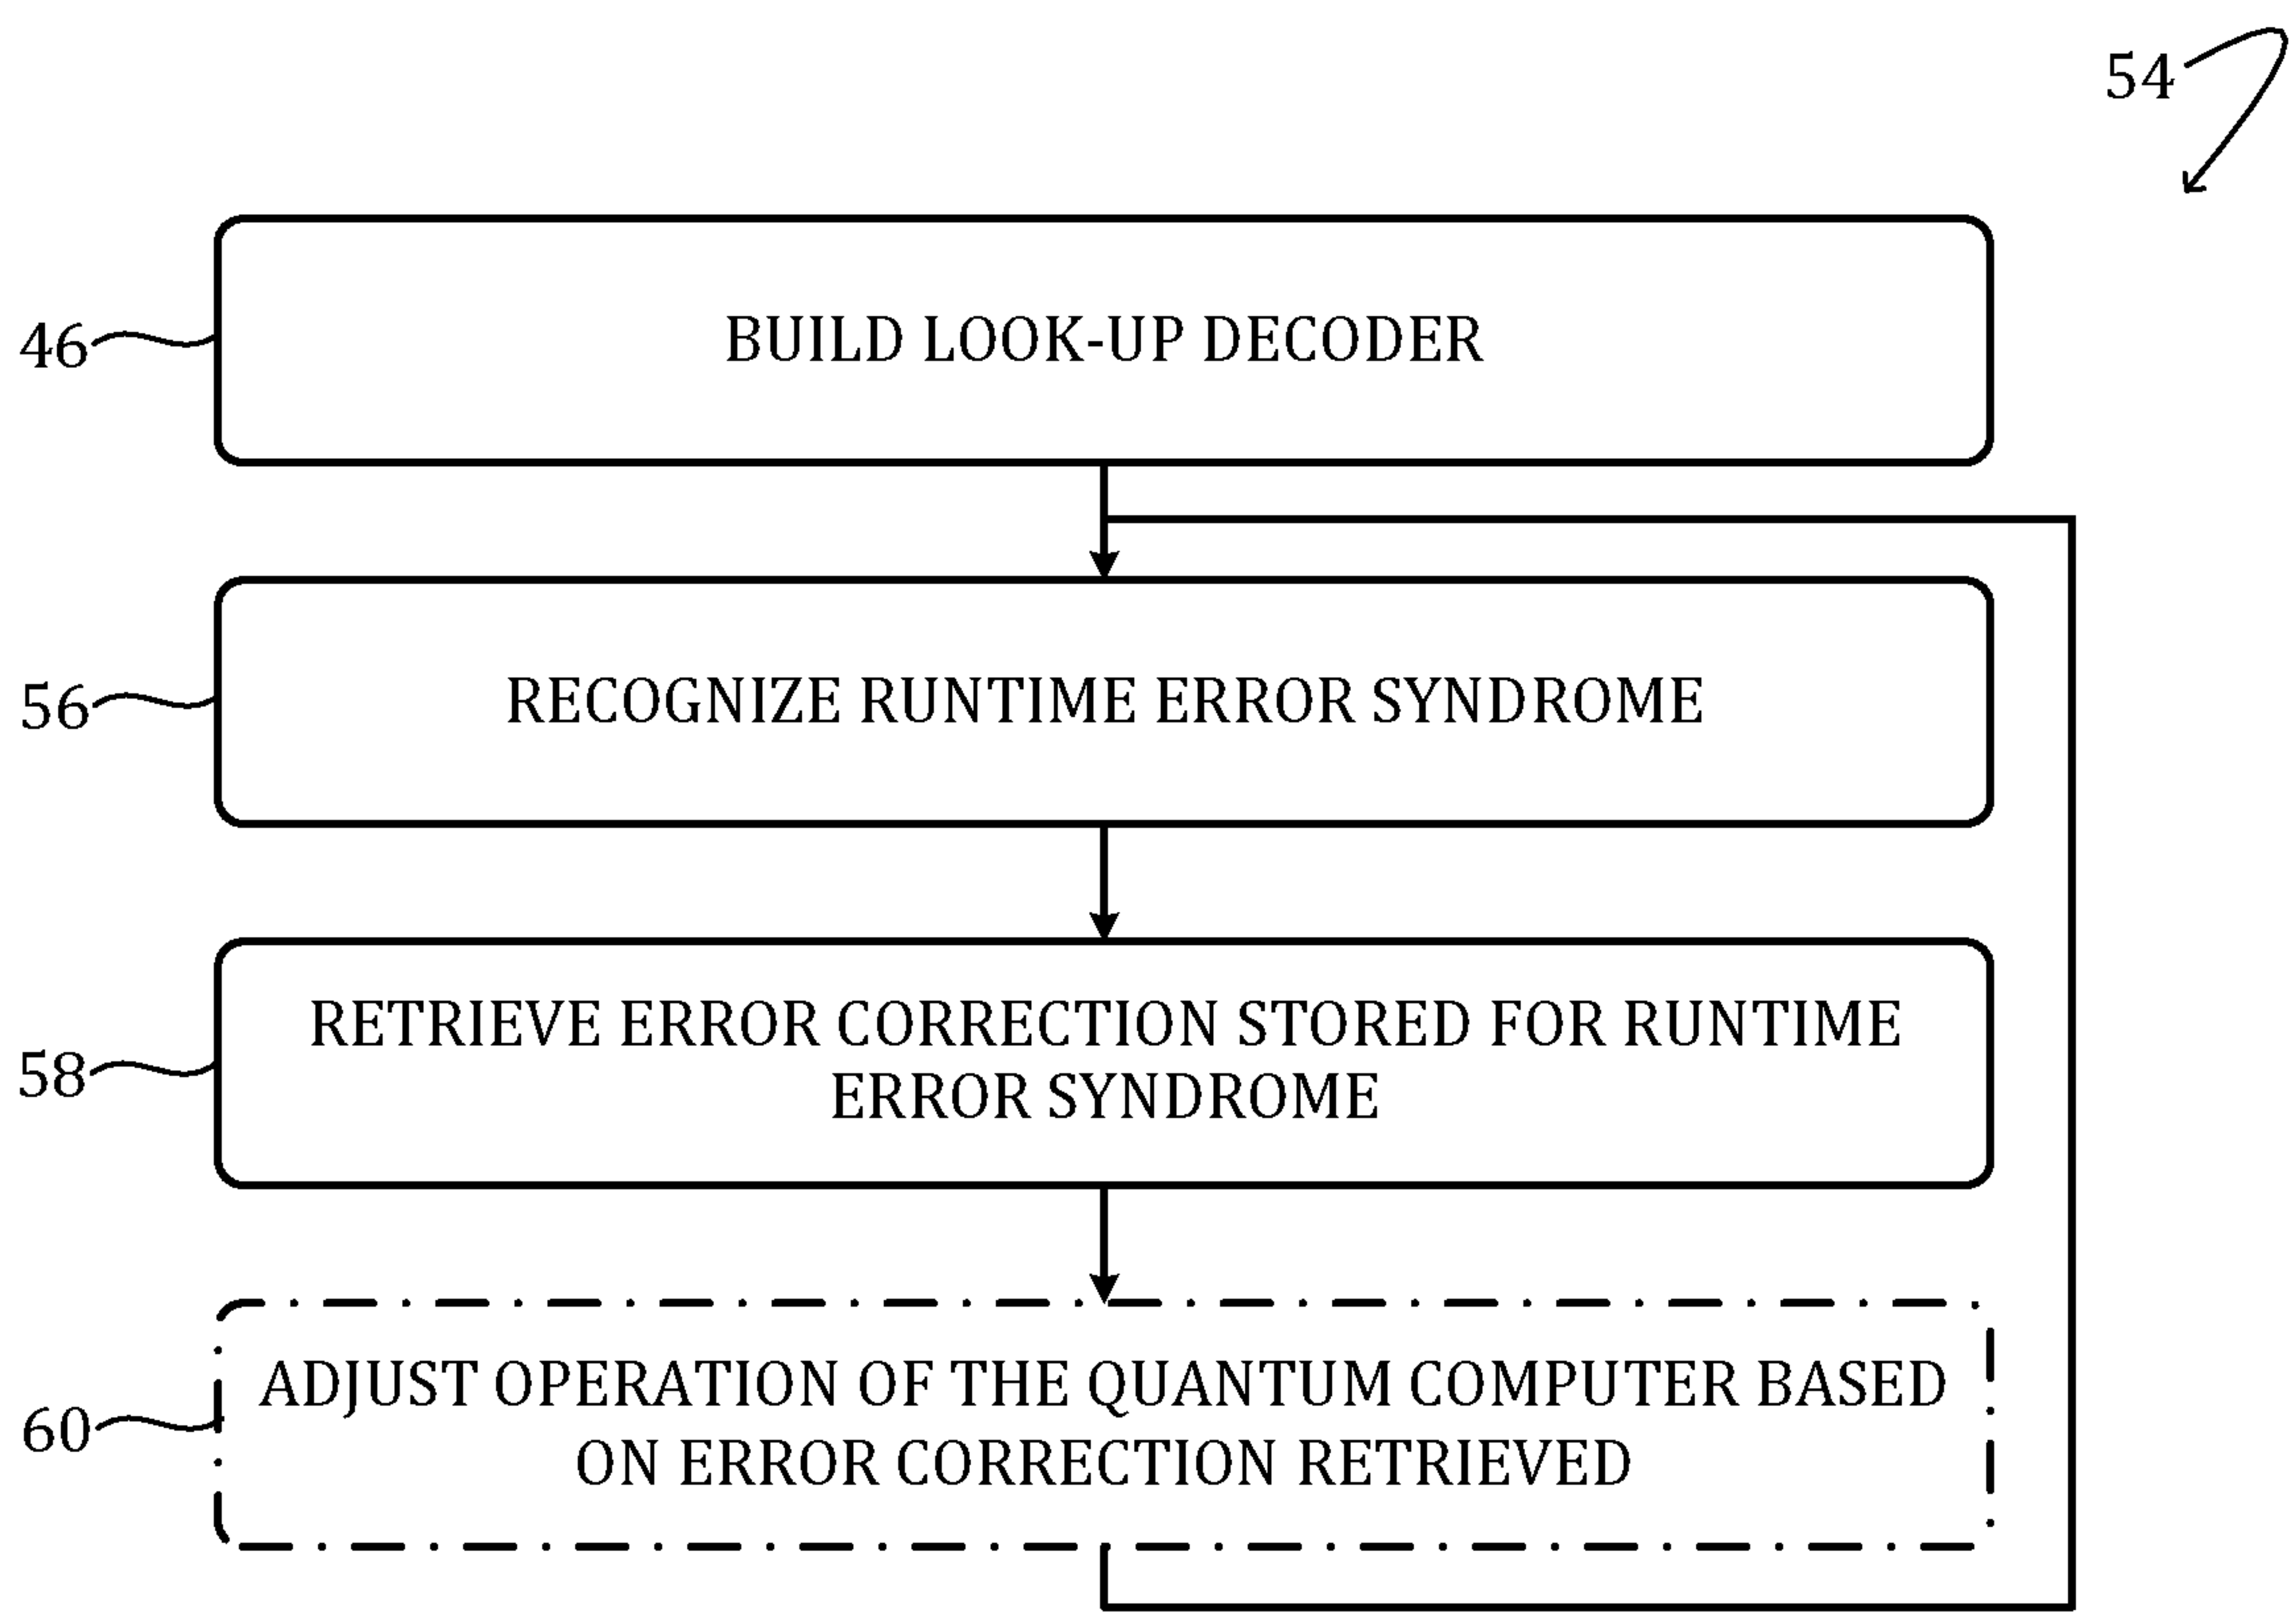 54
46
BUILD LOOK-UP DECODER
56
RECOGNIZE RUNTIME ERROR SYNDROME
58
RETRIEVE ERROR CORRECTION STORED FOR RUNTIME
ERROR SYNDROME
60
ADJUST OPERATION OF THE QUANTUM COMPUTER BASED
ON ERROR CORRECTION RETRIEVED